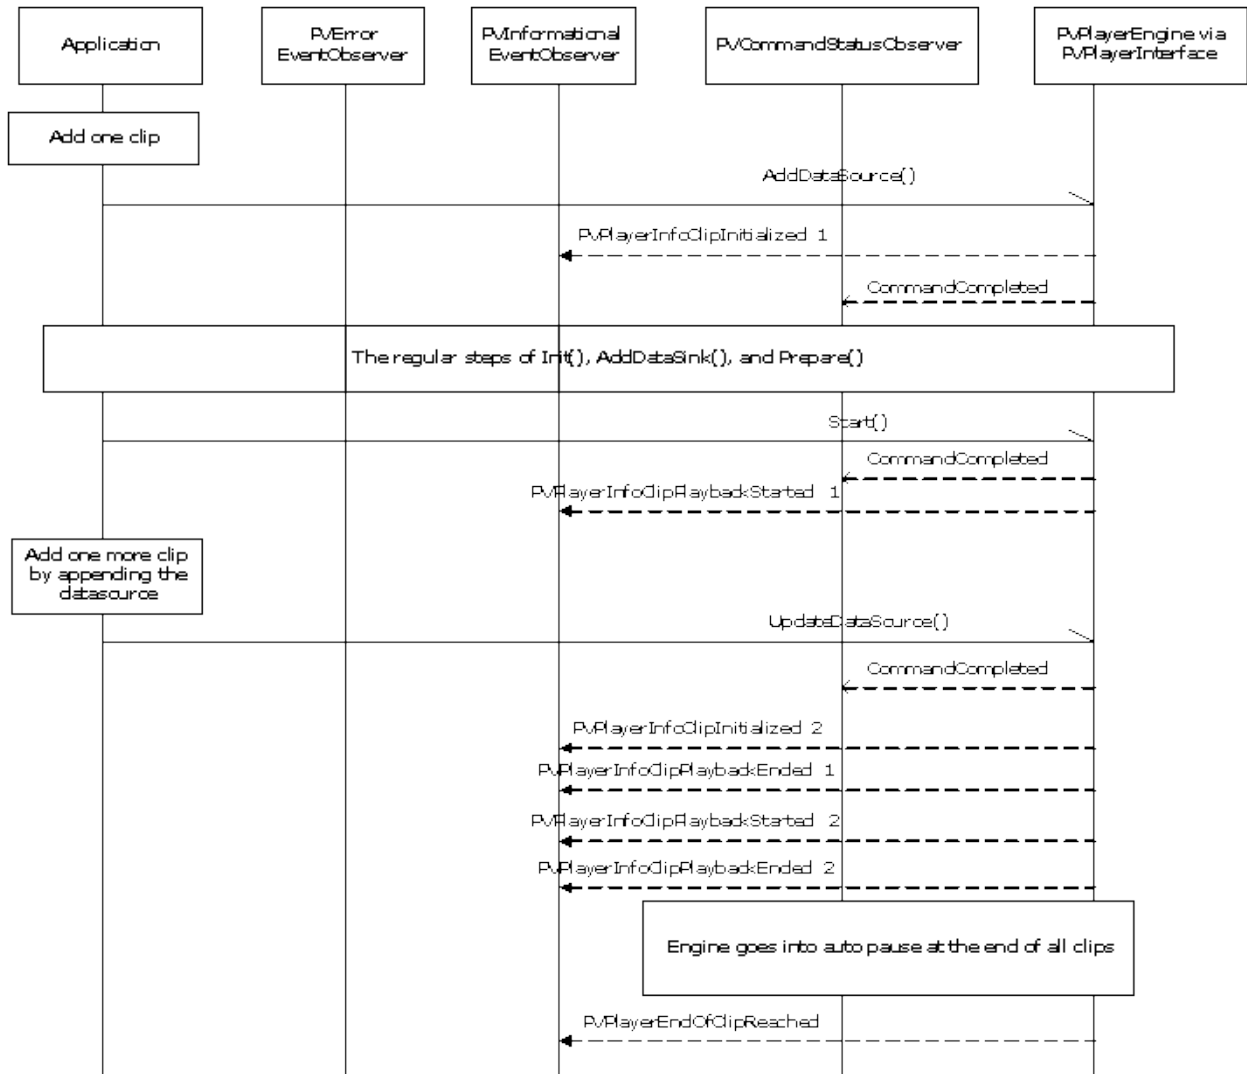 Application
PVError
EventObserver
PVInformational
EventObserver
PVCommandStatusObserver
PVPlayerEngine via
PVPlayerInterface
Add one clip
AddDataSource()
PVPlayerInfoClipInitialized 1
CommandCompleted
The regular steps of Init(), AddDataSink(), and Prepare()
Start()
CommandCompleted
PVPlayerInfoClipPlaybackStarted 1
Add one more clip
by appending the
datasource
UpdateDataSource()
CommandCompleted
PVPlayerInfoClipInitialized 2
PVPlayerInfoClipPlaybackEnded 1
PVPlayerInfoClipPlaybackStarted 2
PVPlayerInfoClipPlaybackEnded 2
Engine goes into auto pause at the end of all clips
PVPlayerEndOfClipReached